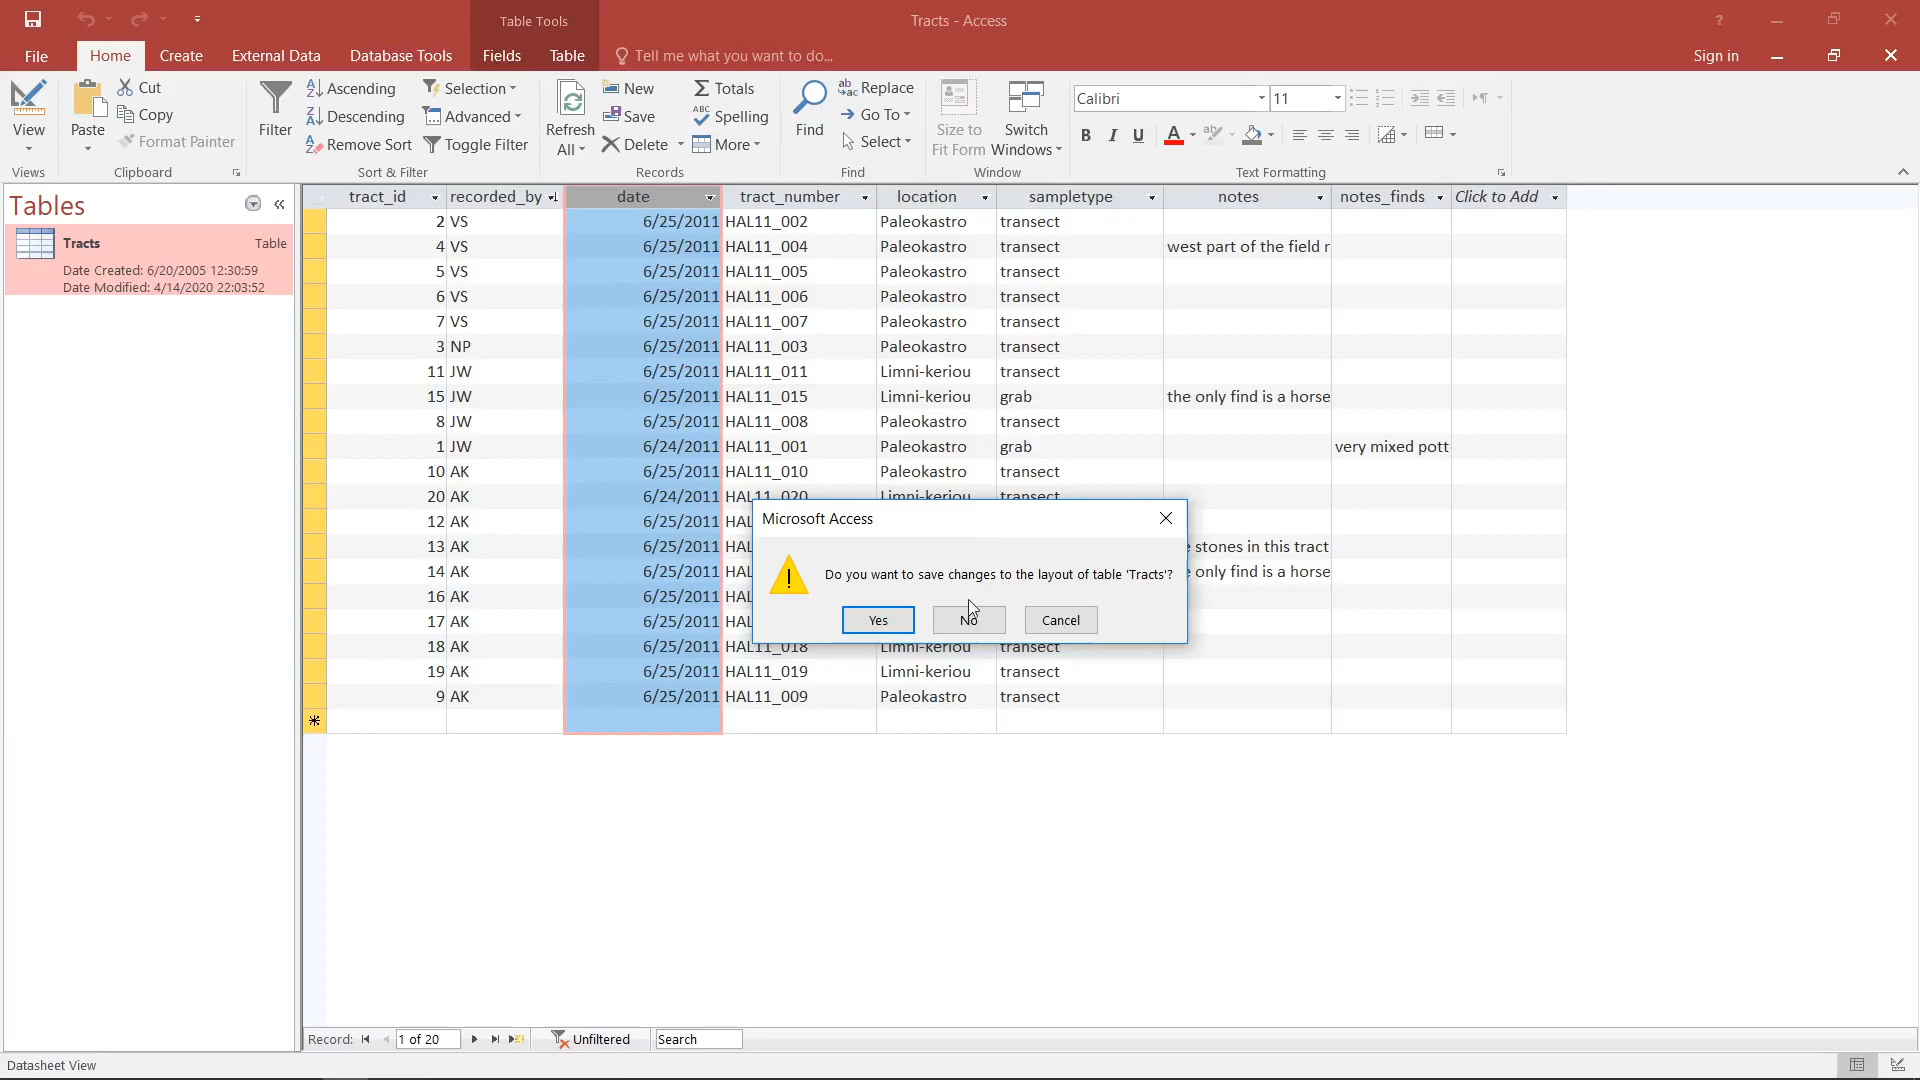 Table Tools
Tracts - Access
?
File Home Create External Data Database Tools Fields Table Tell me what you want to do... Sign in
View
Views
Paste
Cut
Copy
Format Painter
Clipboard
Filter
Ascending
Descending
Remove Sort
Selection
Advanced
Toggle Filter
Sort & Filter
Refresh
All
New
Save
Delete
Totals
Spelling
More
Records
Find
Replace
Go To
Select
Find
Size to
Fit Form
Switch
Windows
Window
Calibri 11
B I U A
Text Formatting
Tables
Tracts Table
Date Created: 6/20/2005 12:30:59
Date Modified: 4/14/2020 22:03:52
tract_id recorded_by date tract_number location sampletype notes notes_finds Click to Add
2 VS 6/25/2011 HAL11_002 Paleokastro transect
4 VS 6/25/2011 HAL11_004 Paleokastro transect west part of the field r
5 VS 6/25/2011 HAL11_005 Paleokastro transect
6 VS 6/25/2011 HAL11_006 Paleokastro transect
7 VS 6/25/2011 HAL11_007 Paleokastro transect
3 NP 6/25/2011 HAL11_003 Paleokastro transect
11 JW 6/25/2011 HAL11_011 Limni-keriou transect
15 JW 6/25/2011 HAL11_015 Limni-keriou grab the only find is a horse
8 JW 6/25/2011 HAL11_008 Paleokastro transect
1 JW 6/24/2011 HAL11_001 Paleokastro grab very mixed pott
10 AK 6/25/2011 HAL11_010 Paleokastro transect
20 AK 6/24/2011 HAL11_020 Limni-keriou transect
12 AK 6/25/2011 HAL
13 AK 6/25/2011 HAL e stones in this tract
14 AK 6/25/2011 HAL e only find is a horse
16 AK 6/25/2011 HAL
17 AK 6/25/2011 HAL
18 AK 6/25/2011 HAL11_018 Limni-keriou transect
19 AK 6/25/2011 HAL11_019 Limni-keriou transect
9 AK 6/25/2011 HAL11_009 Paleokastro transect
Microsoft Access
Do you want to save changes to the layout of table 'Tracts'?
Yes No Cancel
Record: 1 of 20 Unfiltered Search
Datasheet View